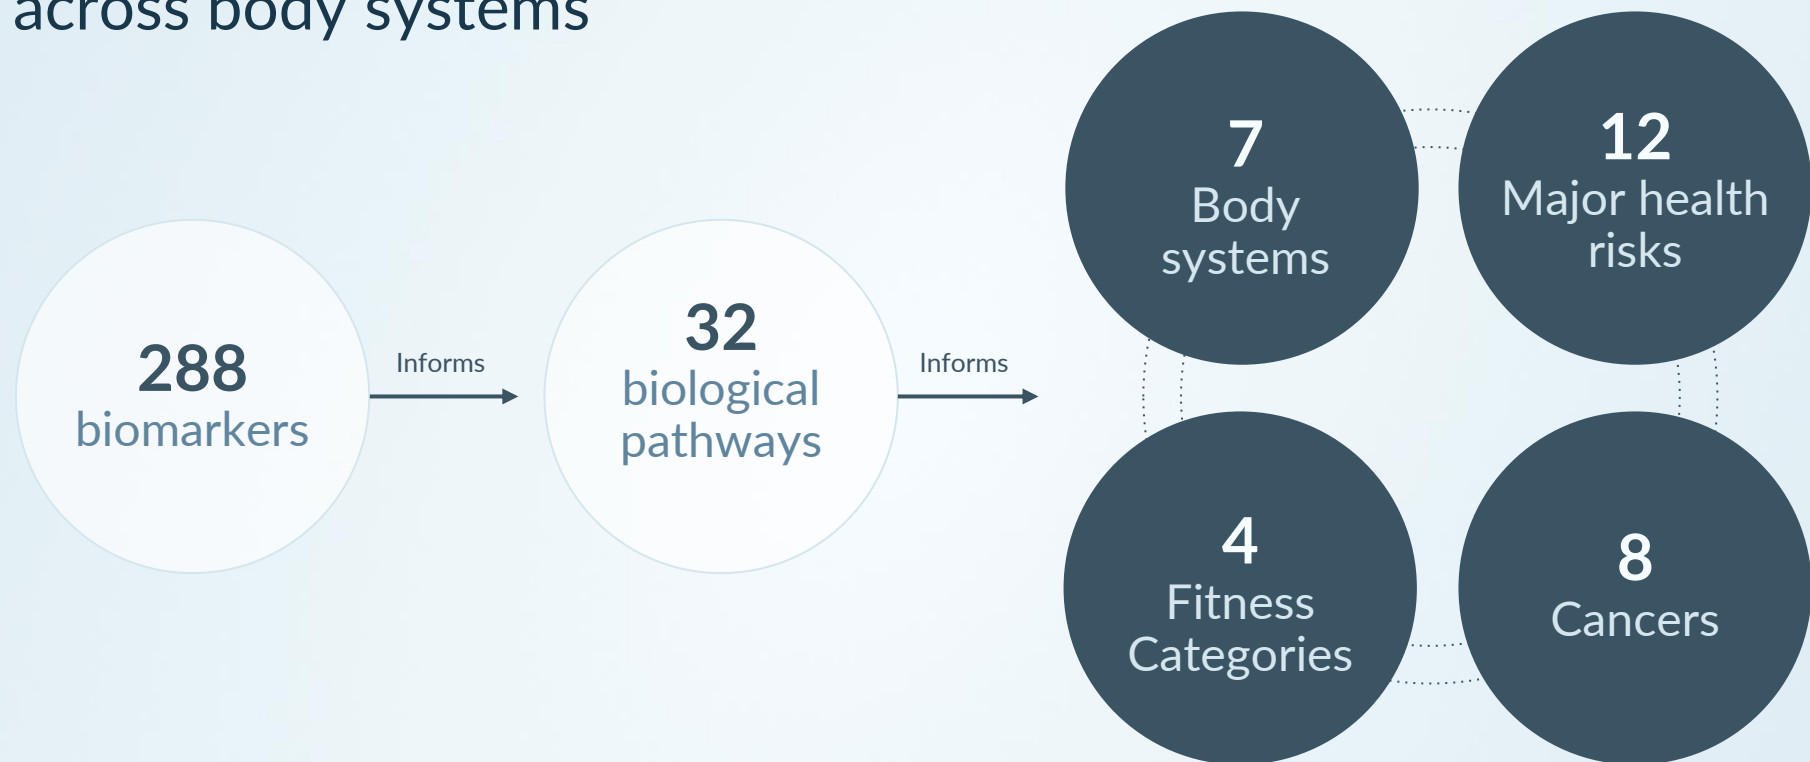 across body systems
288
biomarkers
Informs
32
biological
pathways
Informs
7
Body
systems
12
Major health
risks
4
Fitness
Categories
8
Cancers